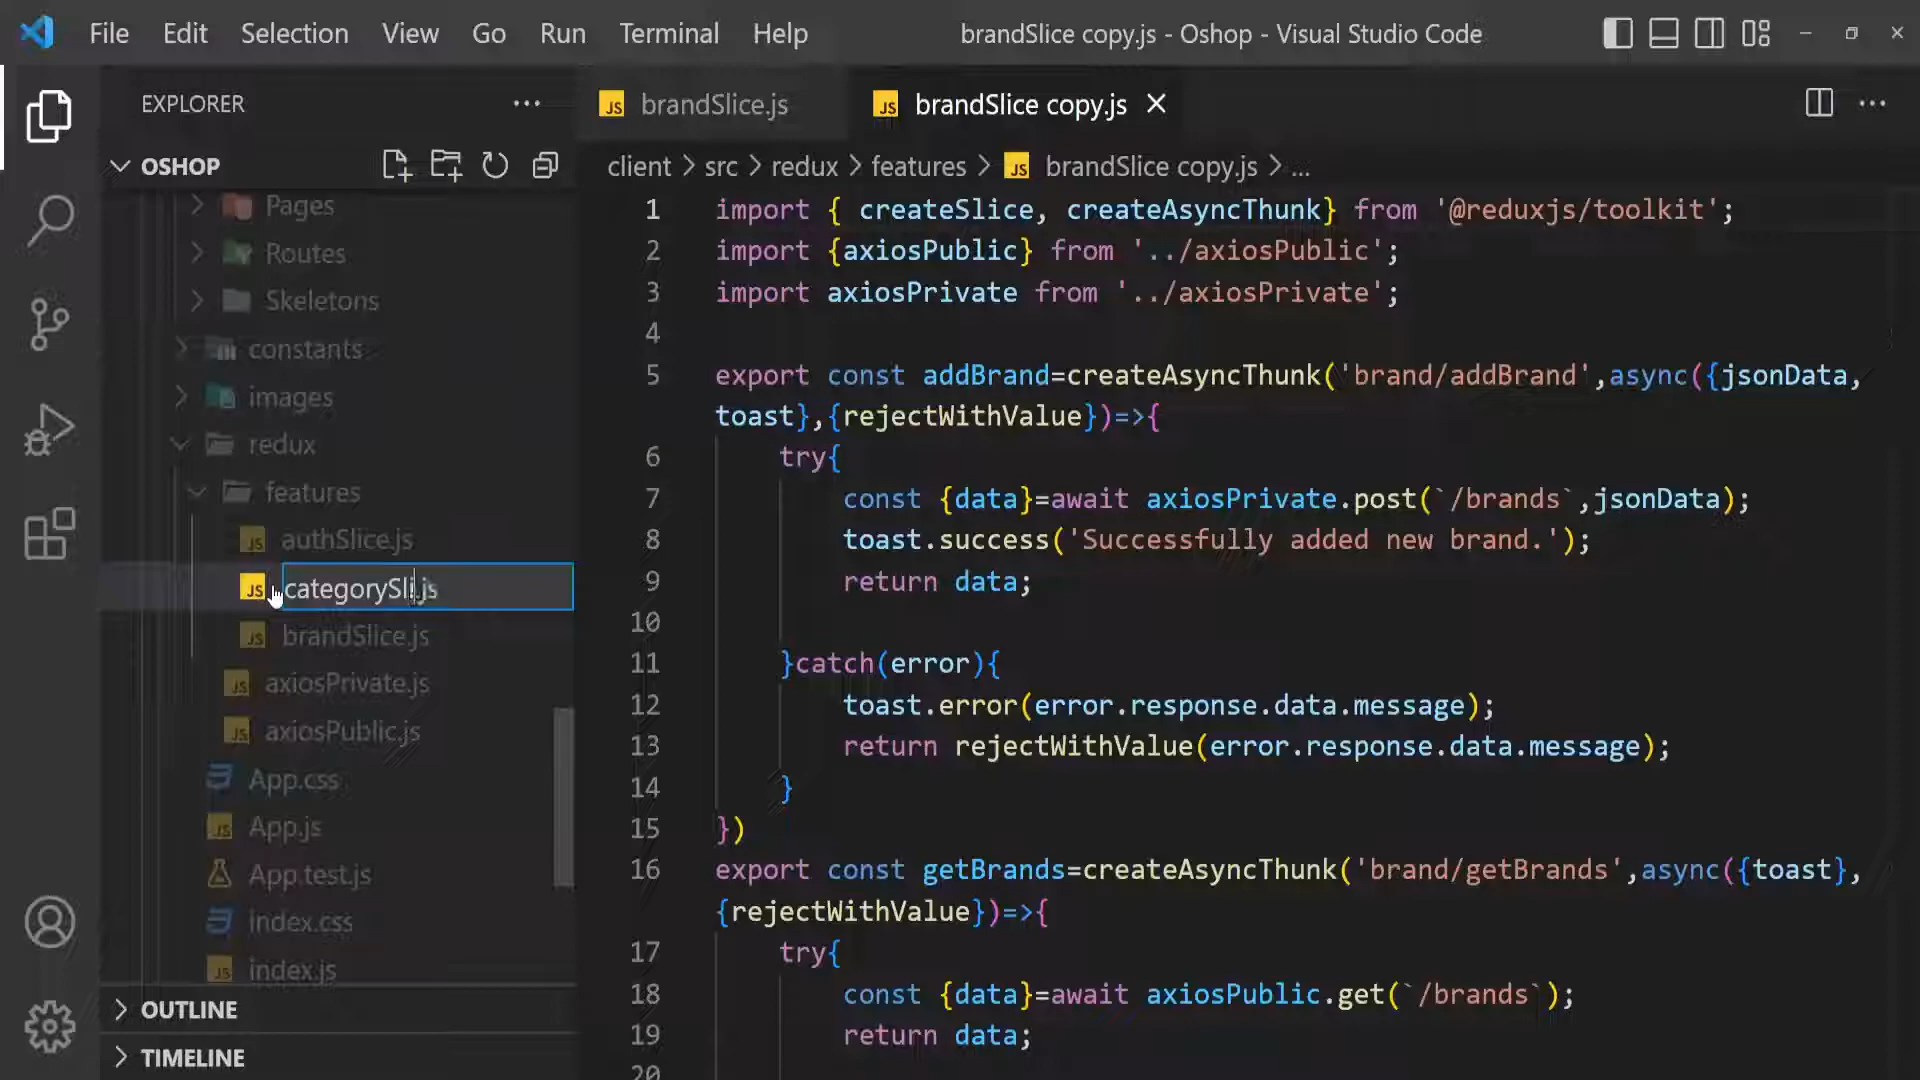 File Edit Selection View Go Run Terminal Help
brandSlice copy.js - Oshop - Visual Studio Code
EXPLORER
OSHOP
Pages
Routes
Skeletons
constants
images
redux
features
authSlice.js
categorySli.js
brandSlice.js
axiosPrivate.js
axiosPublic.js
App.css
App.js
App.test.js
index.css
index.js
OUTLINE
TIMELINE
brandSlice.js
brandSlice copy.js
client > src > redux > features > JS brandSlice copy.js > ...
1 import { createSlice, createAsyncThunk} from '@reduxjs/toolkit';
2 import {axiosPublic} from '../axiosPublic';
3 import axiosPrivate from '../axiosPrivate';
4
5 export const addBrand=createAsyncThunk('brand/addBrand',async({jsonData,
toast},{rejectWithValue})=>{
6 try{
7 const {data}=await axiosPrivate.post(`/brands`,jsonData);
8 toast.success('Successfully added new brand.');
9 return data;
10
11 }catch(error){
12 toast.error(error.response.data.message);
13 return rejectWithValue(error.response.data.message);
14 }
15 })
16 export const getBrands=createAsyncThunk('brand/getBrands',async({toast},
{rejectWithValue})=>{
17 try{
18 const {data}=await axiosPublic.get(`/brands`);
19 return data;
20